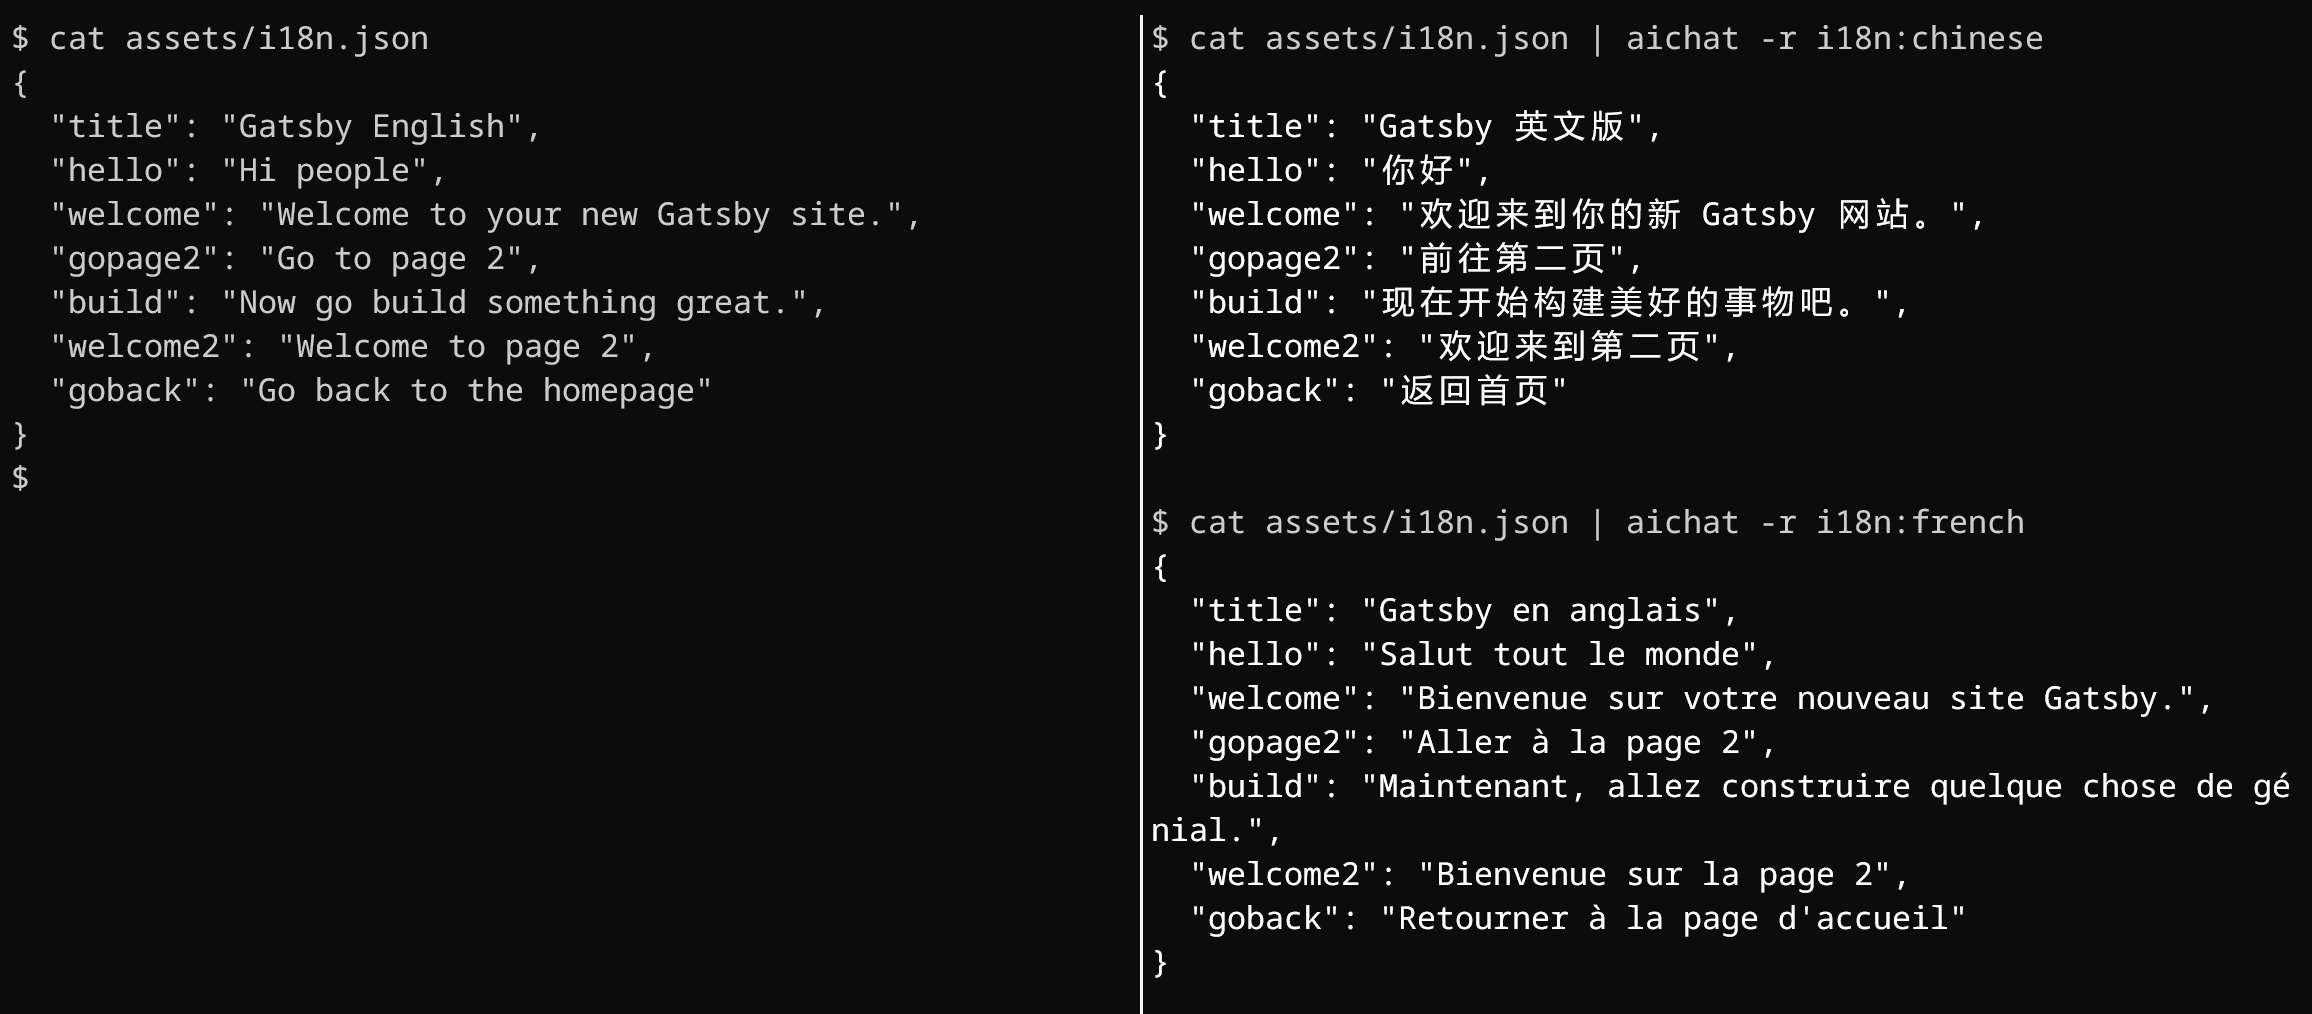 $ cat assets/i18n.json
{
  "title": "Gatsby English",
  "hello": "Hi people",
  "welcome": "Welcome to your new Gatsby site.",
  "gopage2": "Go to page 2",
  "build": "Now go build something great.",
  "welcome2": "Welcome to page 2",
  "goback": "Go back to the homepage"
}
$
$ cat assets/i18n.json | aichat -r i18n:chinese
{
  "title": "Gatsby 英文版",
  "hello": "你好",
  "welcome": "欢迎来到你的新 Gatsby 网站。",
  "gopage2": "前往第二页",
  "build": "现在开始构建美好的事物吧。",
  "welcome2": "欢迎来到第二页",
  "goback": "返回首页"
}
$ cat assets/i18n.json | aichat -r i18n:french
{
  "title": "Gatsby en anglais",
  "hello": "Salut tout le monde",
  "welcome": "Bienvenue sur votre nouveau site Gatsby.",
  "gopage2": "Aller à la page 2",
  "build": "Maintenant, allez construire quelque chose de gé
nial.",
  "welcome2": "Bienvenue sur la page 2",
  "goback": "Retourner à la page d'accueil"
}